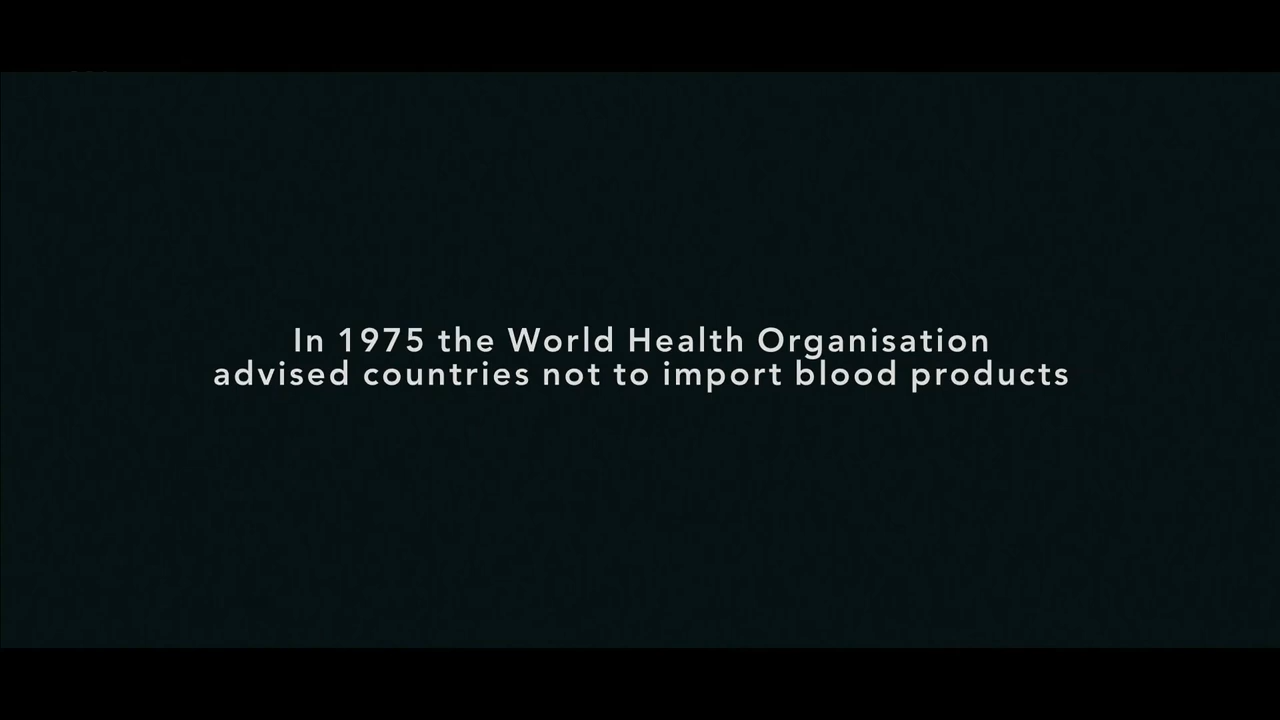 In 1975 the World Health Organisation
advised countries not to import blood products